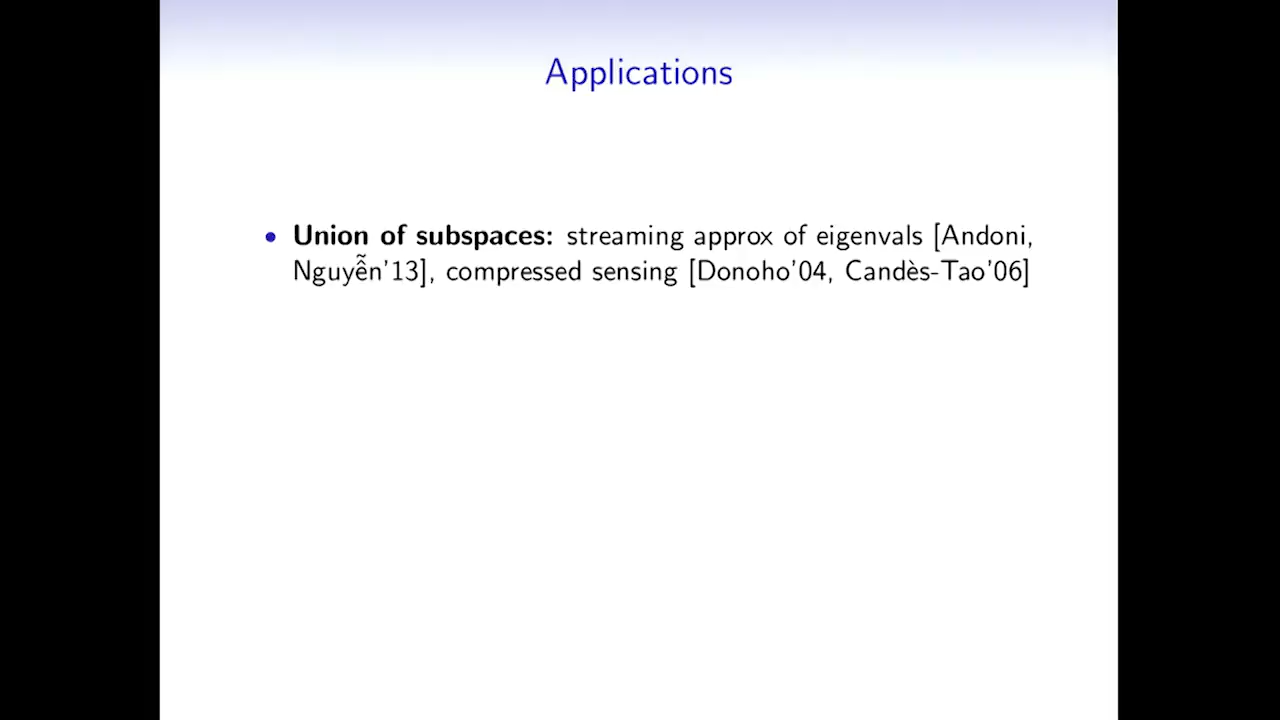 Applications
• Union of subspaces: streaming approx of eigenvals [Andoni,
Nguyễn'13], compressed sensing [Donoho'04, Candès-Tao'06]